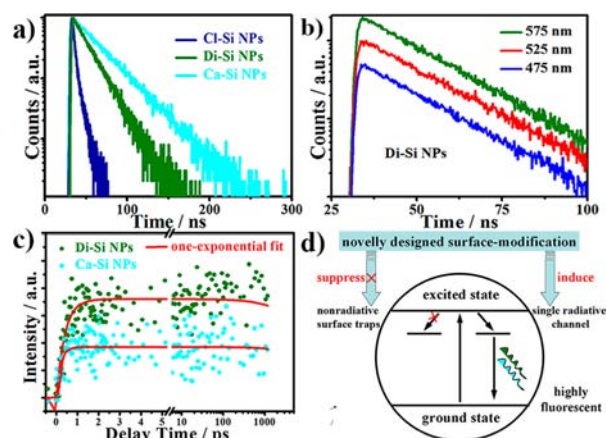 a)
Cl-Si NPs
Di-Si NPs
Ca-Si NPs
Counts / a.u.
0
100
200
300
Time / ns
b)
575 nm
525 nm
475 nm
Di-Si NPs
Counts / a.u.
25
50
75
100
Time / ns
c)
Di-Si NPs
one-exponential fit
Ca-Si NPs
Intensity / a.u.
0 1 2 3 4 5 10 100 1000
Delay Time / ps
d)
novelly designed surface-modification
suppress
induce
nonradiative
surface traps
excited state
single radiative
channel
highly
fluorescent
ground state